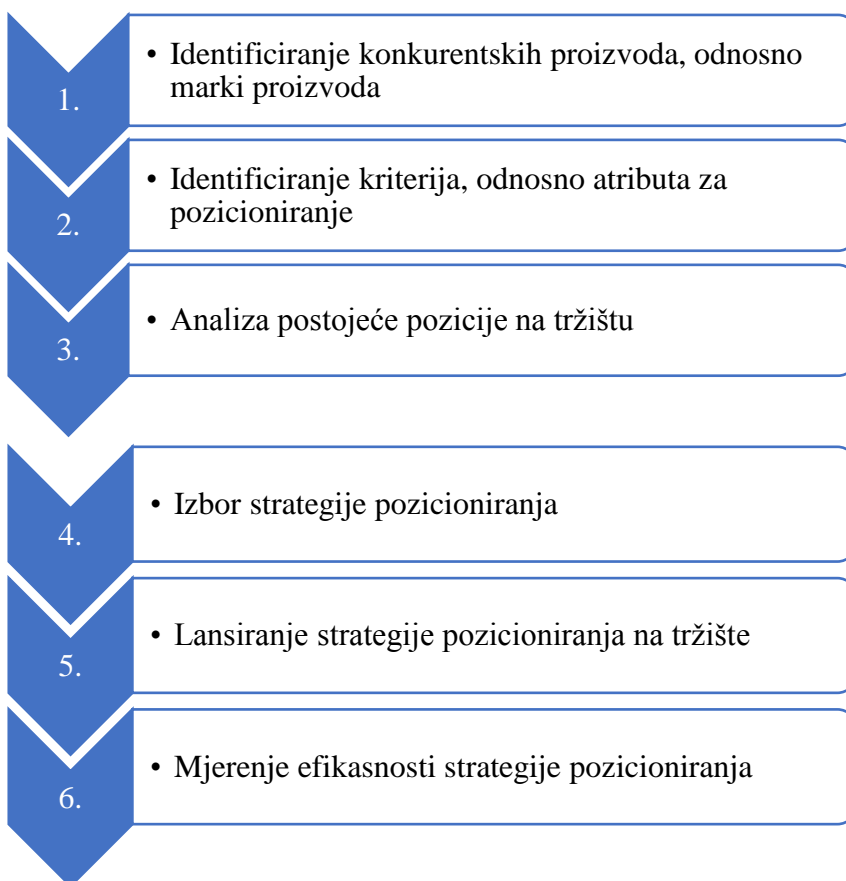 1.
• Identificiranje konkurentskih proizvoda, odnosno
marki proizvoda
2.
• Identificiranje kriterija, odnosno atributa za
pozicioniranje
3.
• Analiza postojeće pozicije na tržištu
4.
• Izbor strategije pozicioniranja
5.
• Lansiranje strategije pozicioniranja na tržište
6.
• Mjerenje efikasnosti strategije pozicioniranja